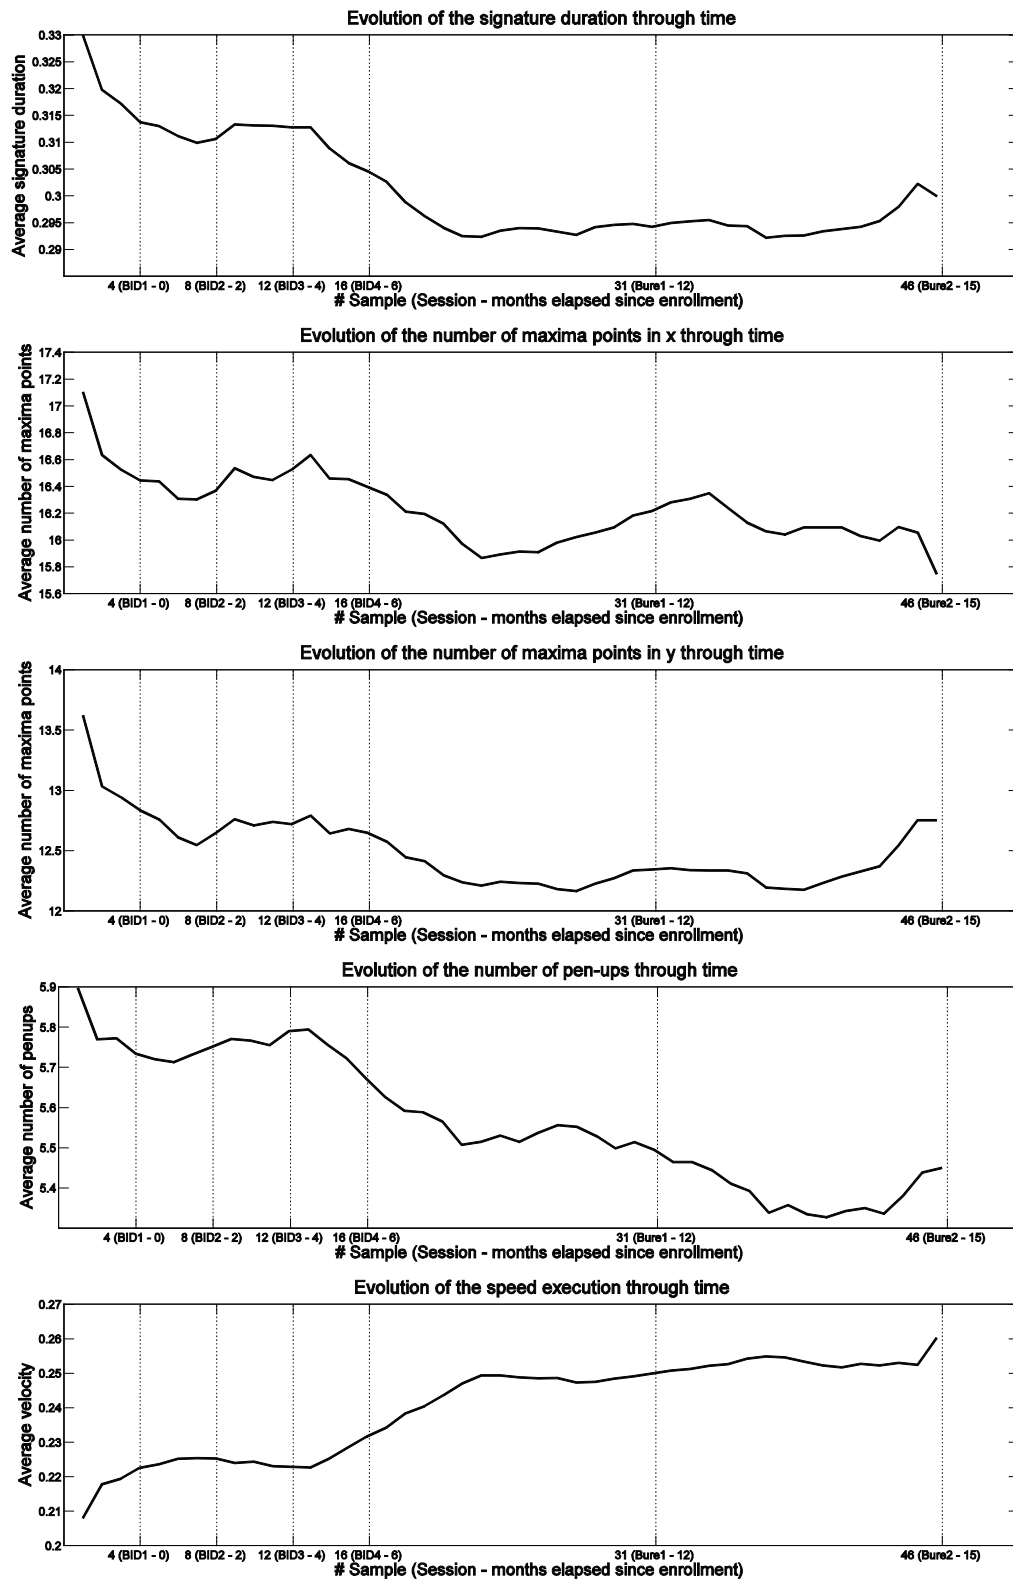 Evolution of the signature duration through time
Average signature duration
0.33
0.325
0.32
0.315
0.31
0.305
0.3
0.295
0.29
4 (BID1 - 0) 8 (BID2 - 2) 12 (BID3 - 4) 16 (BID4 - 6) 31 (Bure1 - 12) 46 (Bure2 - 15)
# Sample (Session - months elapsed since enrollment)
Evolution of the number of maxima points in x through time
Average number of maxima points
17.4
17.2
17
16.8
16.6
16.4
16.2
16
15.8
15.6
4 (BID1 - 0) 8 (BID2 - 2) 12 (BID3 - 4) 16 (BID4 - 6) 31 (Bure1 - 12) 46 (Bure2 - 15)
# Sample (Session - months elapsed since enrollment)
Evolution of the number of maxima points in y through time
Average number of maxima points
14
13.5
13
12.5
12
4 (BID1 - 0) 8 (BID2 - 2) 12 (BID3 - 4) 16 (BID4 - 6) 31 (Bure1 - 12) 46 (Bure2 - 15)
# Sample (Session - months elapsed since enrollment)
Evolution of the number of pen-ups through time
Average number of penups
5.9
5.8
5.7
5.6
5.5
5.4
4 (BID1 - 0) 8 (BID2 - 2) 12 (BID3 - 4) 16 (BID4 - 6) 31 (Bure1 - 12) 46 (Bure2 - 15)
# Sample (Session - months elapsed since enrollment)
Evolution of the speed execution through time
Average velocity
0.27
0.26
0.25
0.24
0.23
0.22
0.21
0.2
4 (BID1 - 0) 8 (BID2 - 2) 12 (BID3 - 4) 16 (BID4 - 6) 31 (Bure1 - 12) 46 (Bure2 - 15)
# Sample (Session - months elapsed since enrollment)